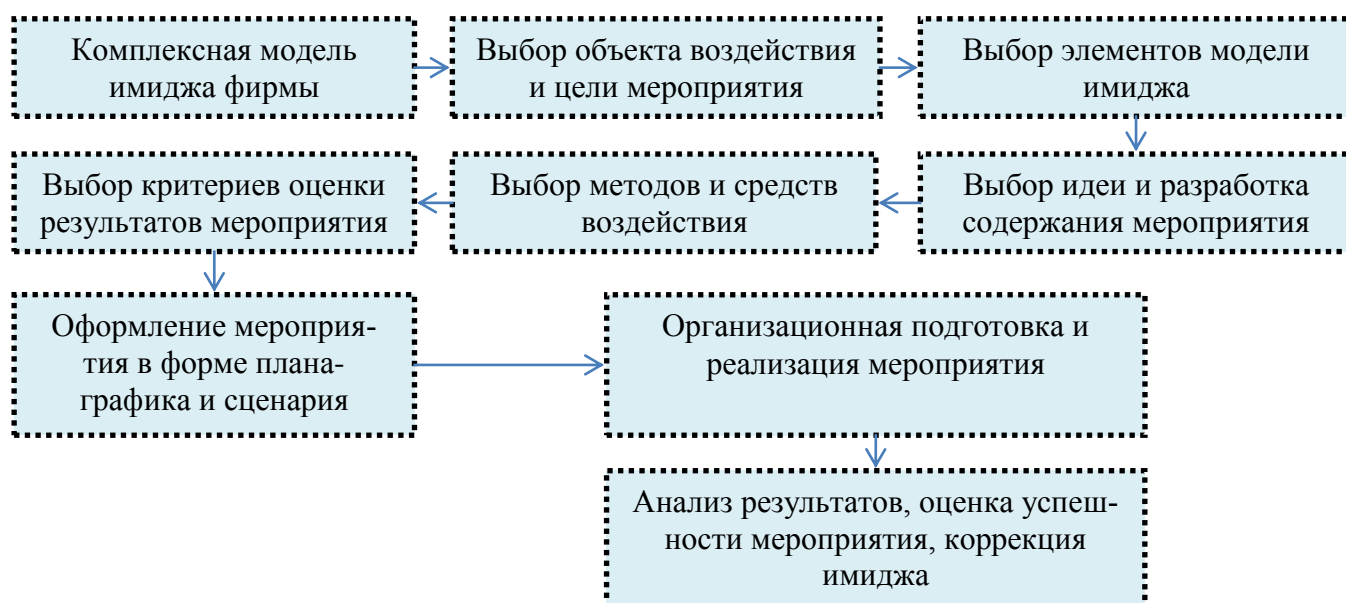 Комплексная модель
имиджа фирмы
Выбор объекта воздействия
и цели мероприятия
Выбор элементов модели
имиджа
Выбор идеи и разработка
содержания мероприятия
Выбор методов и средств
воздействия
Выбор критериев оценки
результатов мероприятия
Оформление мероприя-
тия в форме плана-
графика и сценария
Организационная подготовка и
реализация мероприятия
Анализ результатов, оценка успеш-
ности мероприятия, коррекция
имиджа